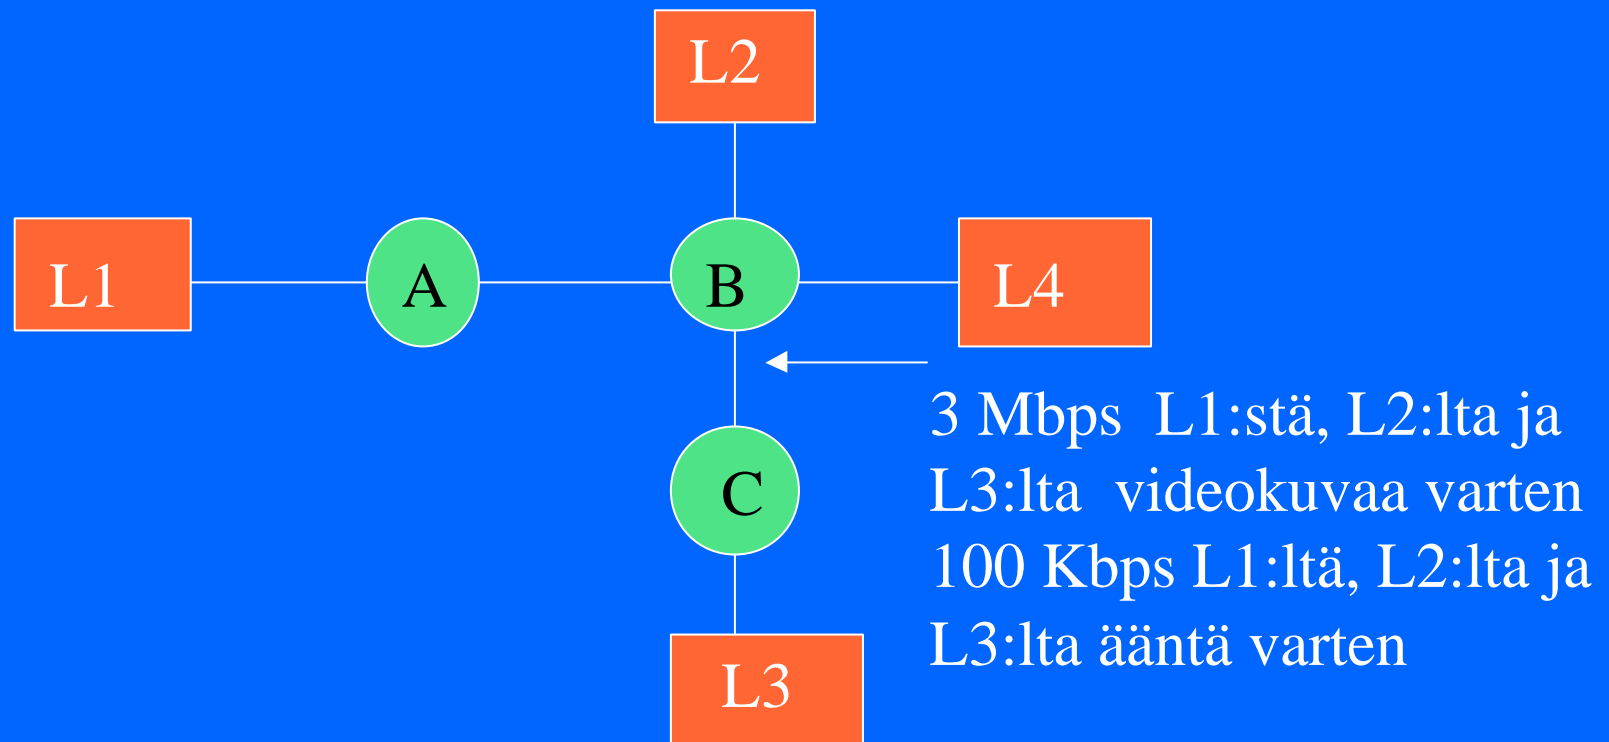 L2
L1
A
B
L4
3 Mbps L1:stä, L2:lta ja
L3:lta videokuvaa varten
C
100 Kbps L1:ltä, L2:lta ja
L3:lta ääntä varten
L3